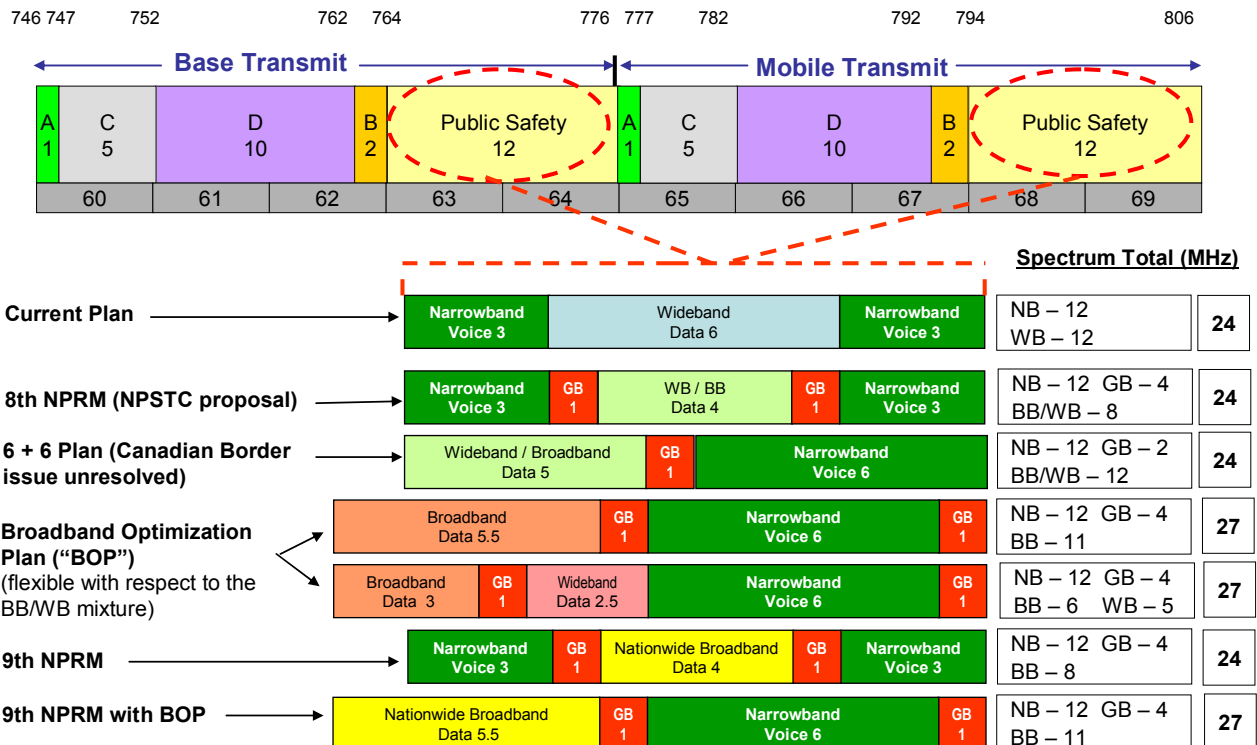 746 747 752 762 764 776 777 782 792 794 806
Base Transmit Mobile Transmit
A C D B Public Safety A C D B Public Safety
1 5 10 2 12 1 5 10 2 12
60 61 62 63 64 65 66 67 68 69
Spectrum Total (MHz)
Current Plan
Narrowband Wideband Narrowband
Voice 3 Data 6 Voice 3
NB – 12
WB – 12
24
8th NPRM (NPSTC proposal)
Narrowband GB WB / BB GB Narrowband
Voice 3 1 Data 4 1 Voice 3
NB – 12 GB – 4
BB/WB – 8
24
6 + 6 Plan (Canadian Border
issue unresolved)
Wideband / Broadband GB Narrowband
Data 5 1 Voice 6
NB – 12 GB – 2
BB/WB – 12
24
Broadband Optimization
Plan (“BOP”)
(flexible with respect to the
BB/WB mixture)
Broadband GB Narrowband GB
Data 5.5 1 Voice 6 1
NB – 12 GB – 4
BB – 11
27
Broadband GB Wideband Narrowband GB
Data 3 1 Data 2.5 Voice 6 1
NB – 12 GB – 4
BB – 6 WB – 5
27
9th NPRM
Narrowband GB Nationwide Broadband GB Narrowband
Voice 3 1 Data 4 1 Voice 3
NB – 12 GB – 4
BB – 8
24
9th NPRM with BOP
Nationwide Broadband GB Narrowband GB
Data 5.5 1 Voice 6 1
NB – 12 GB – 4
BB – 11
27